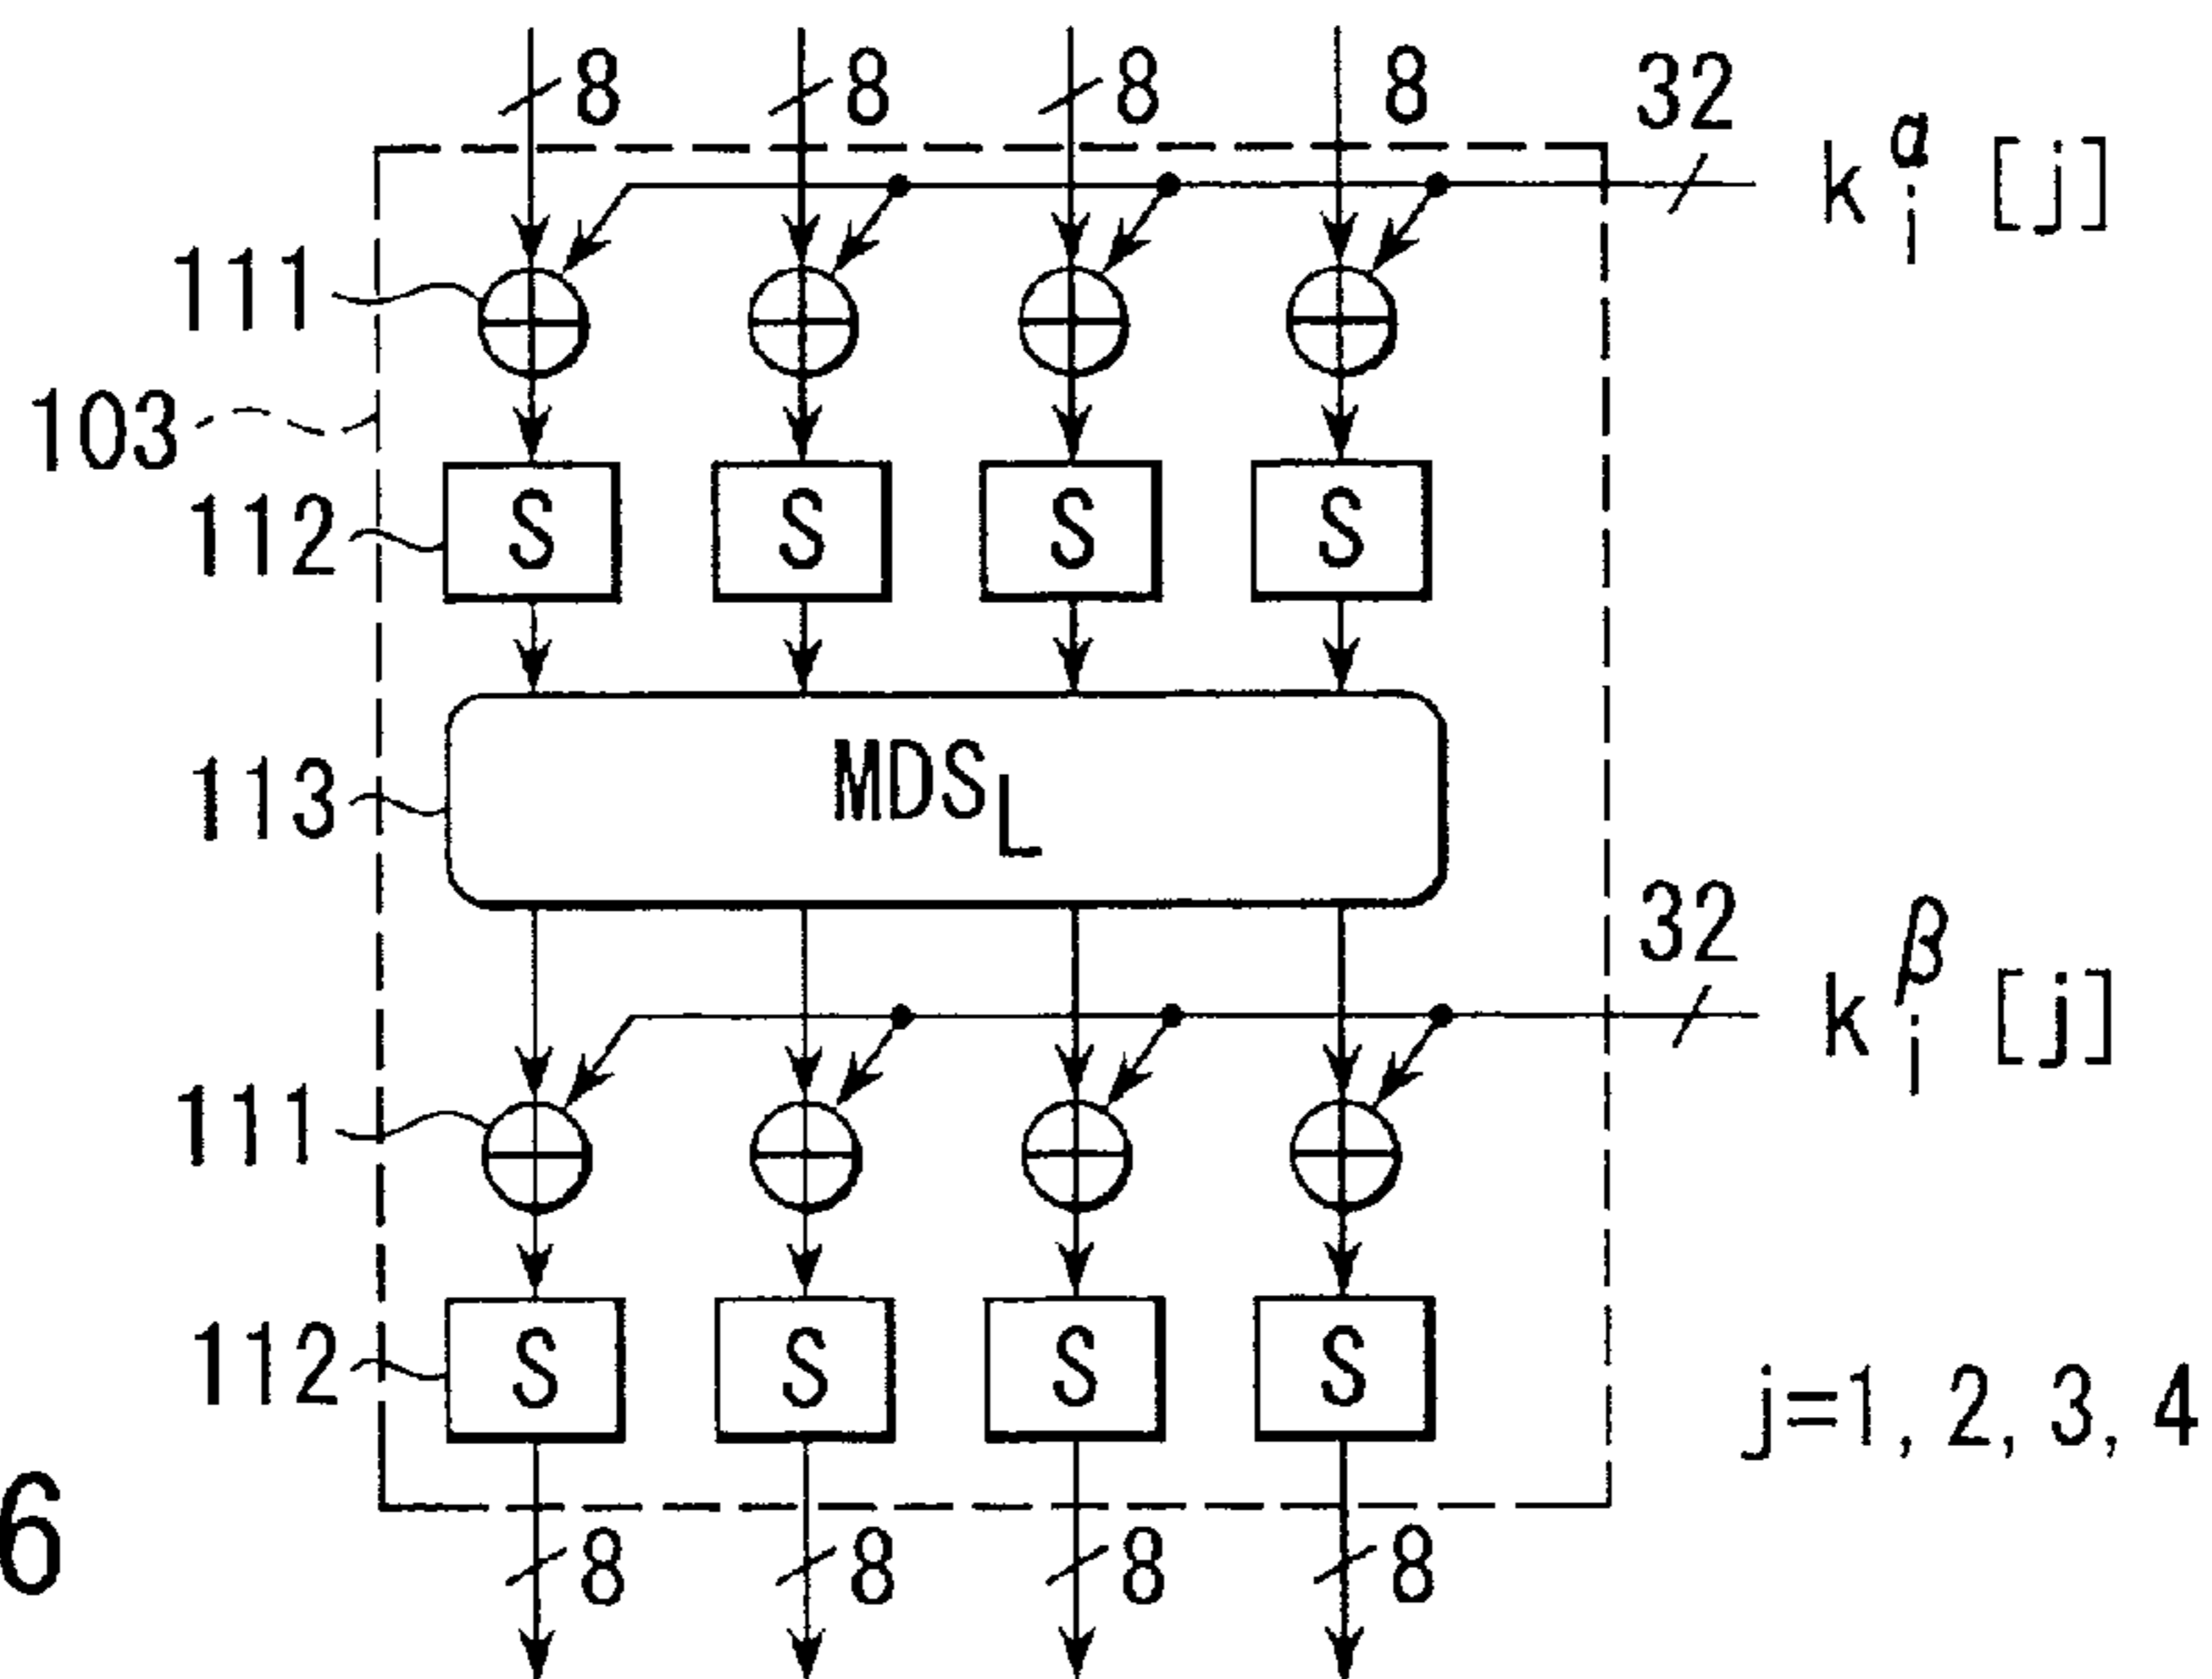 8 8 8 8 32
k i α [j]
111
103
112 S S S S
113 MDS L
32
k i β [j]
111
112 S S S S
j=1, 2, 3, 4
6
8 8 8 8